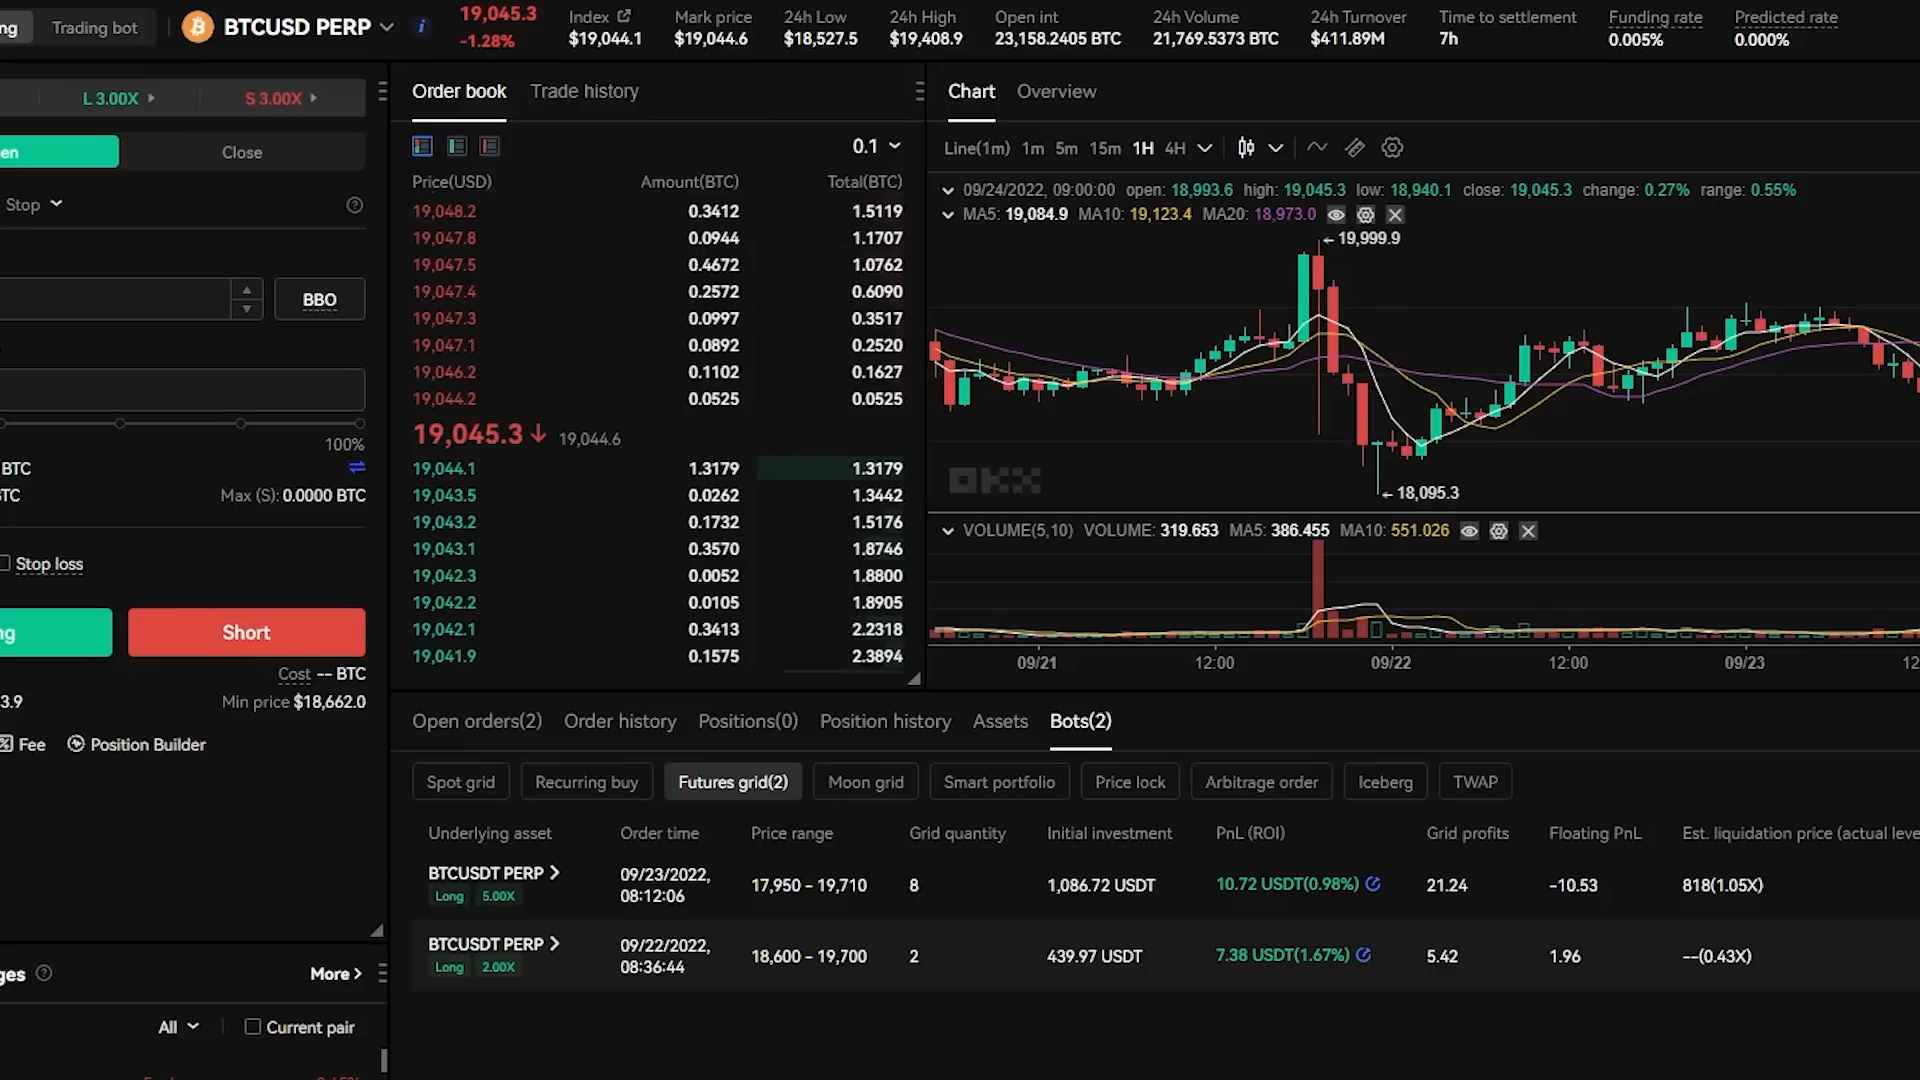 ng
Trading bot
BTCUSD PERP
i
19,045.3
-1.28%
Index
$19,044.1
Mark price
$19,044.6
24h Low
$18,527.5
24h High
$19,408.9
Open int
23,158.2405 BTC
24h Volume
21,769.5373 BTC
24h Turnover
$411.89M
Time to settlement
7h
Funding rate
0.005%
Predicted rate
0.000%
L 3.00X
S 3.00X
en
Close
Stop
BBO
100%
BTC
TC
Max (S): 0.0000 BTC
Stop loss
ng
Short
Cost -- BTC
3.9
Min price $18,662.0
Fee
Position Builder
ges
More
All
Current pair
Order book
Trade history
0.1
Price(USD) Amount(BTC) Total(BTC)
19,048.2 0.3412 1.5119
19,047.8 0.0944 1.1707
19,047.5 0.4672 1.0762
19,047.4 0.2572 0.6090
19,047.3 0.0997 0.3517
19,047.1 0.0892 0.2520
19,046.2 0.1102 0.1627
19,044.2 0.0525 0.0525
19,045.3 ↓ 19,044.6
19,044.1 1.3179 1.3179
19,043.5 0.0262 1.3442
19,043.2 0.1732 1.5176
19,043.1 0.3570 1.8746
19,042.3 0.0052 1.8800
19,042.2 0.0105 1.8905
19,042.1 0.3413 2.2318
19,041.9 0.1575 2.3894
Chart
Overview
Line(1m) 1m 5m 15m 1H 4H
09/24/2022, 09:00:00 open: 18,993.6 high: 19,045.3 low: 18,940.1 close: 19,045.3 change: 0.27% range: 0.55%
MA5: 19,084.9 MA10: 19,123.4 MA20: 18,973.0
←19,999.9
OKX
←18,095.3
VOLUME(5,10) VOLUME: 319.653 MA5: 386.455 MA10: 551.026
09/21 12:00 09/22 12:00 09/23 12
Open orders(2) Order history Positions(0) Position history Assets Bots(2)
Spot grid Recurring buy Futures grid(2) Moon grid Smart portfolio Price lock Arbitrage order Iceberg TWAP
Underlying asset Order time Price range Grid quantity Initial investment PnL (ROI) Grid profits Floating PnL Est. liquidation price (actual leve
BTCUSDT PERP
Long 5.00X
09/23/2022,
08:12:06
17,950 - 19,710 8 1,086.72 USDT 10.72 USDT(0.98%) 21.24 -10.53 818(1.05X)
BTCUSDT PERP
Long 2.00X
09/22/2022,
08:36:44
18,600 - 19,700 2 439.97 USDT 7.38 USDT(1.67%) 5.42 1.96 --(0.43X)